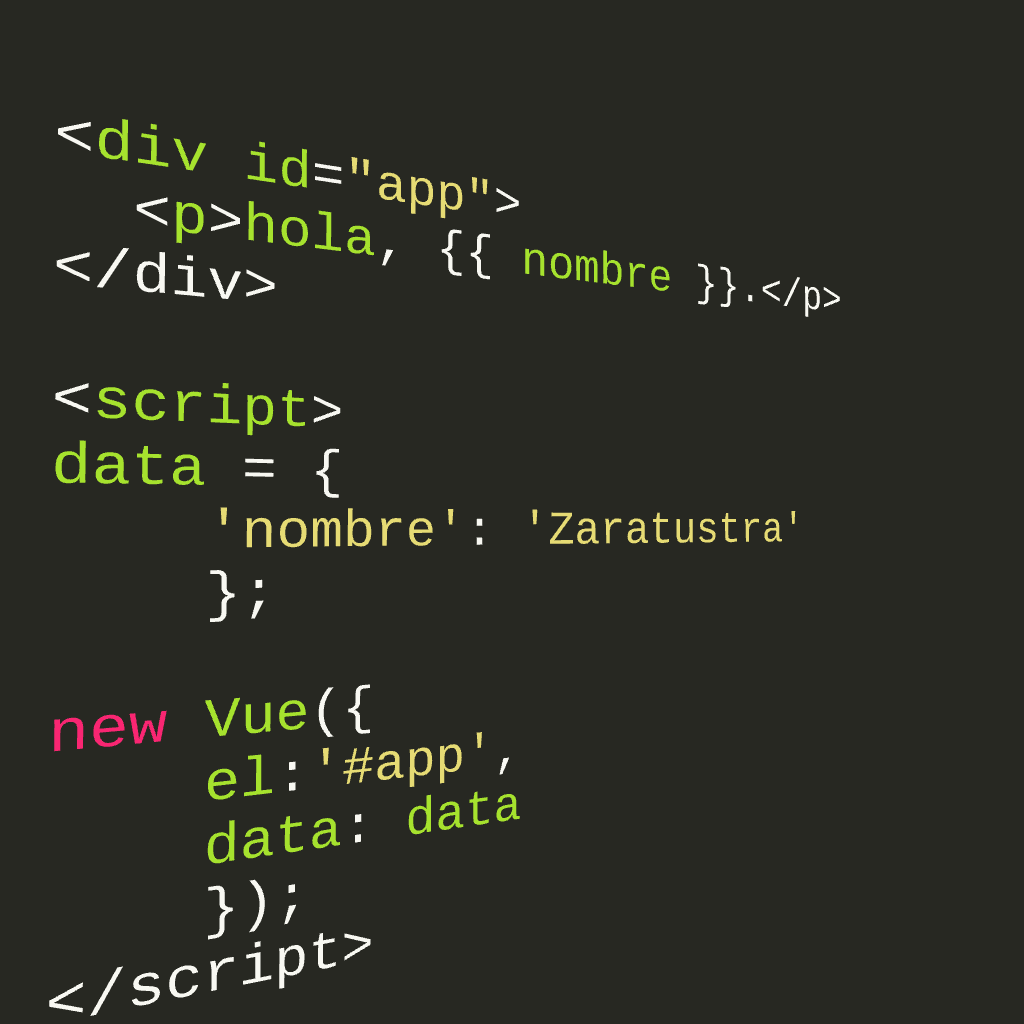 <div id="app">
<p>hola, {{ nombre }}.</p>
</div>
<script>
data = {
'nombre': 'Zaratustra'
};
new Vue({
el:'#app',
data: data
});
</script>